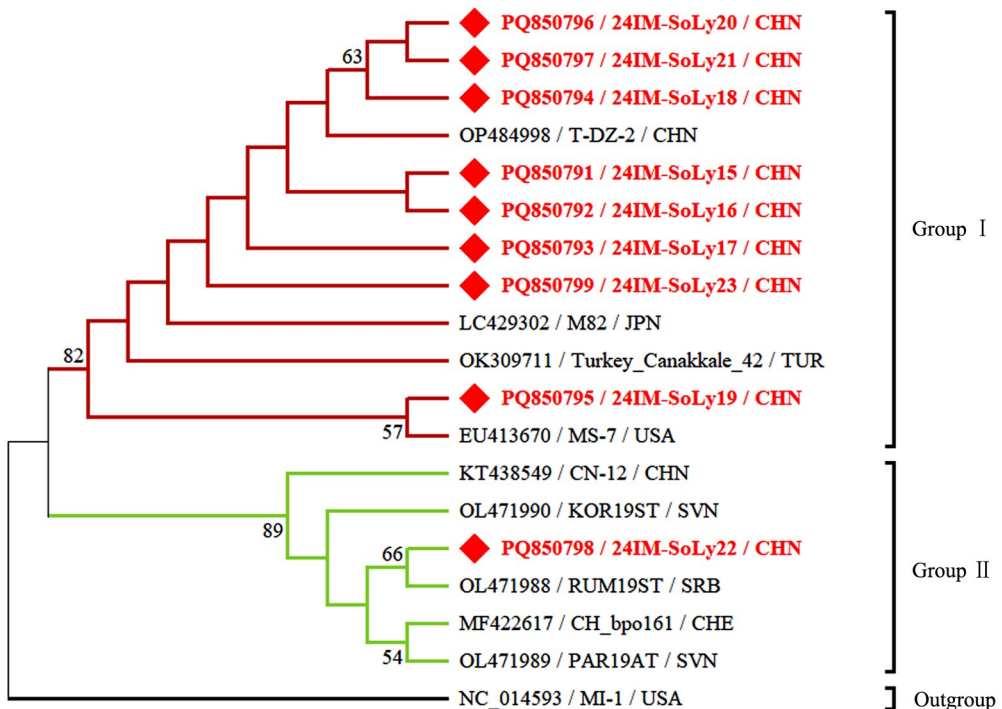 PQ850796 / 24IM-SoLy20 / CHN
63
PQ850797 / 24IM-SoLy21 / CHN
PQ850794 / 24IM-SoLy18 / CHN
OP484998 / T-DZ-2 / CHN
PQ850791 / 24IM-SoLy15 / CHN
PQ850792 / 24IM-SoLy16 / CHN
Group Ⅰ
PQ850793 / 24IM-SoLy17 / CHN
PQ850799 / 24IM-SoLy23 / CHN
LC429302 / M82 / JPN
82
OK309711 / Turkey_Canakkale_42 / TUR
PQ850795 / 24IM-SoLy19 / CHN
57
EU413670 / MS-7 / USA
KT438549 / CN-12 / CHN
OL471990 / KOR19ST / SVN
89
66
PQ850798 / 24IM-SoLy22 / CHN
Group Ⅱ
OL471988 / RUM19ST / SRB
MF422617 / CH_bpo161 / CHE
54
OL471989 / PAR19AT / SVN
NC_014593 / MI-1 / USA
Outgroup